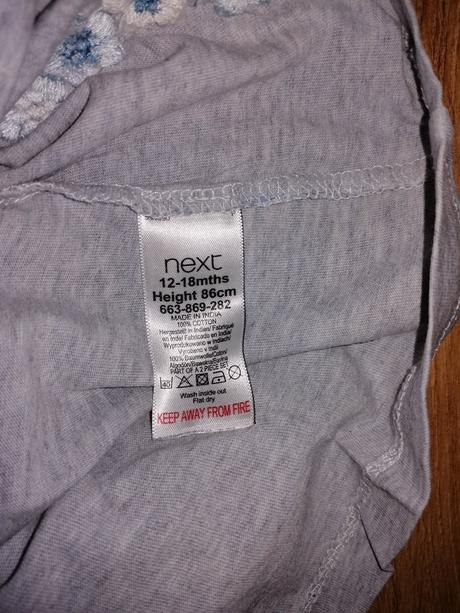 next
12-18mths
Height 86cm
663-869-282
MADE IN INDIA
100% COTTON
Hergestellt in Indien/ Fabriqué
en Inde/ Fabricado en India/
Wyprodukowano w Indiach/
Vyrobeno v Indii
100% Baumwolle/Coton/
Algodón/Bawełna/Bavlna
PART OF A 2 PIECE SET
40
Wash inside out
Flat dry
KEEP AWAY FROM FIRE